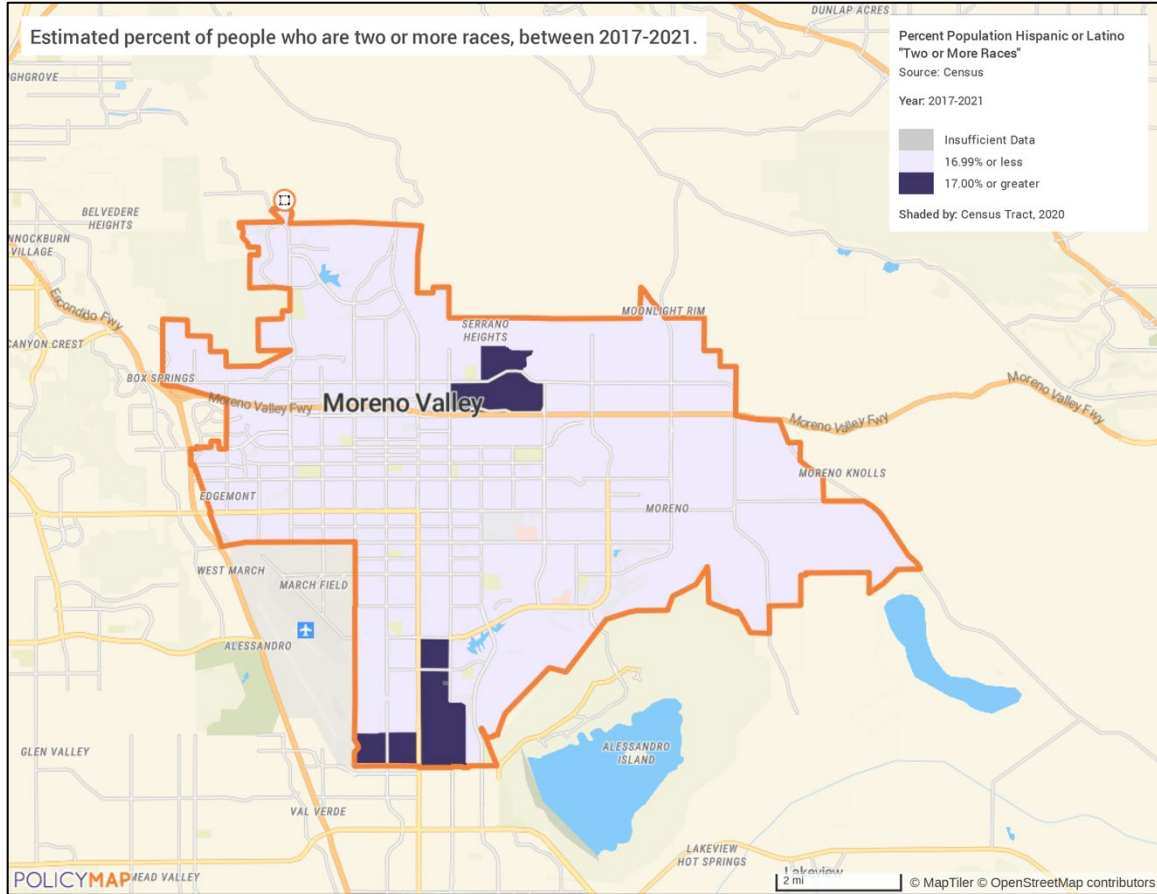 DUNLAP ACRES
Estimated percent of people who are two or more races, between 2017-2021.
Percent Population Hispanic or Latino
"Two or More Races"
Source: Census
Year: 2017-2021
Insufficient Data
16.99% or less
17.00% or greater
Shaded by: Census Tract, 2020
IGHGROVE
BELVEDERE
HEIGHTS
NNOCKBURN
VILLAGE
Escondido Fwy
CANYON CREST
BOX SPRINGS
SERRANO
HEIGHTS
MOONLIGHT RIM
Moreno Valley Fwy
Moreno Valley
Moreno Valley Fwy
Moreno Valley Fwy
MORENO KNOLLS
EDGEMONT
MORENO
WEST MARCH
MARCH FIELD
ALESSANDRO
GLEN VALLEY
ALESSANDRO
ISLAND
VAL VERDE
LAKEVIEW
HOT SPRINGS
Lakeview
POLICYMAP
MEAD VALLEY
2 mi
© MapTiler © OpenStreetMap contributors